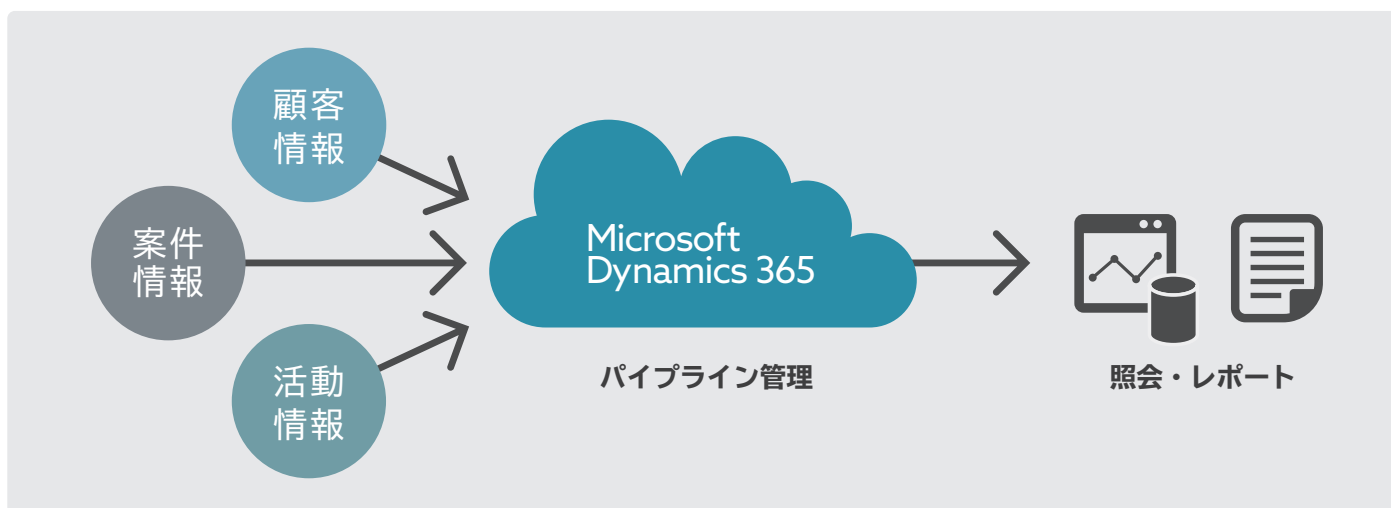 顧客
情報
案件
情報
活動
情報
Microsoft
Dynamics 365
パイプライン管理
照会・レポート